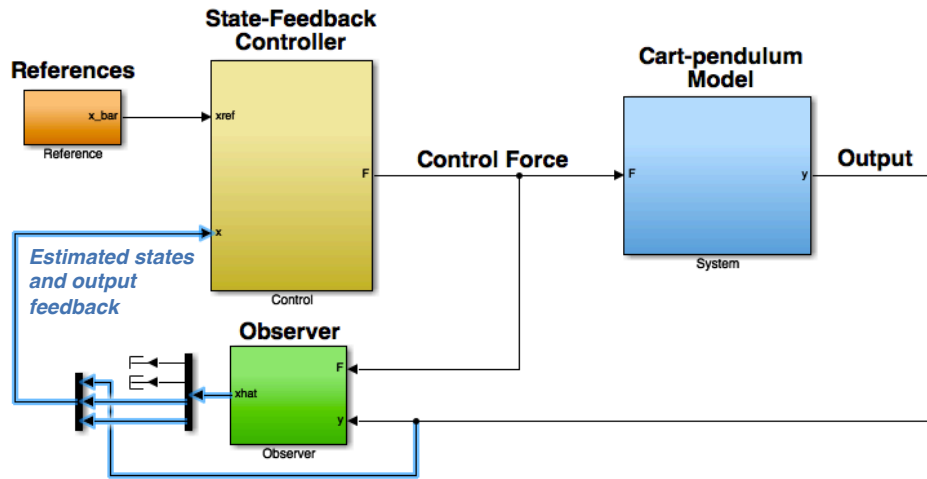 State-Feedback
Controller
References
x_bar
Reference
xref
F
x
Control
Control Force
Cart-pendulum
Model
F
y
System
Output
Estimated states
and output
feedback
Observer
F
xhat
y
Observer